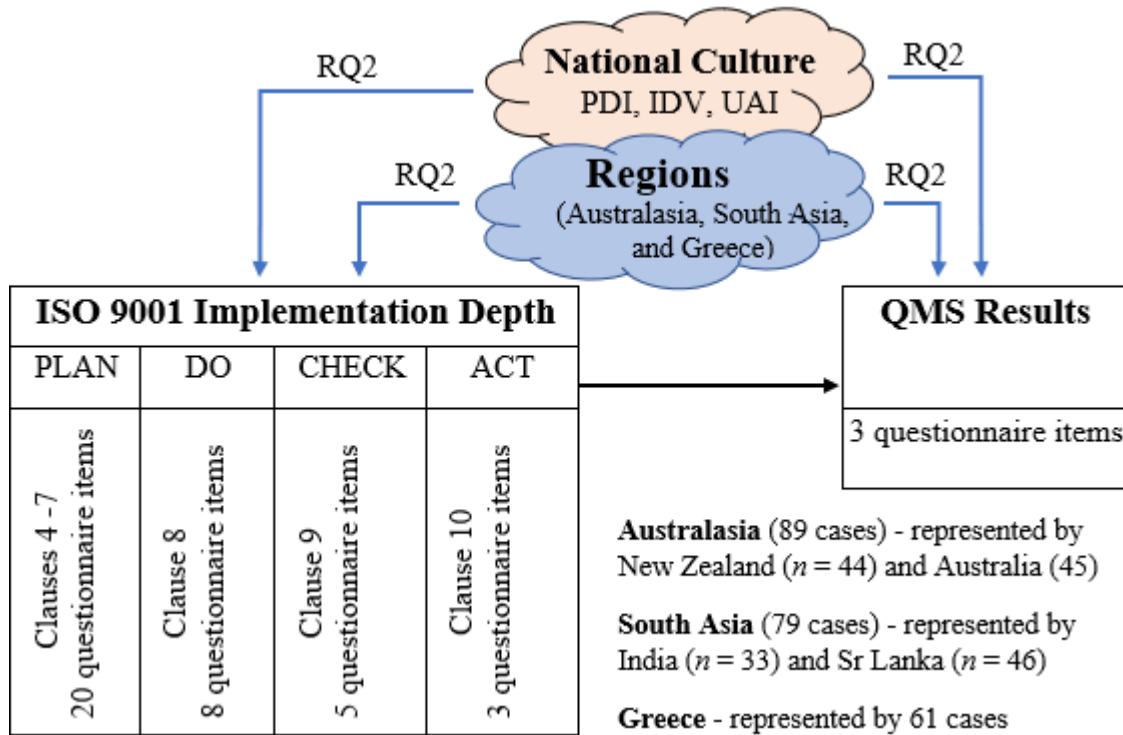 RQ2
National Culture
RQ2
PDI, IDV, UAI
RQ2
Regions
RQ2
(Australasia, South Asia,
and Greece)
ISO 9001 Implementation Depth
PLAN
DO
CHECK
ACT
Clauses 4 -7
20 questionnaire items
Clause 8
8 questionnaire items
Clause 9
5 questionnaire items
Clause 10
3 questionnaire items
QMS Results
3 questionnaire items
Australasia (89 cases) - represented by
New Zealand (n = 44) and Australia (45)
South Asia (79 cases) - represented by
India (n = 33) and Sr Lanka (n = 46)
Greece - represented by 61 cases